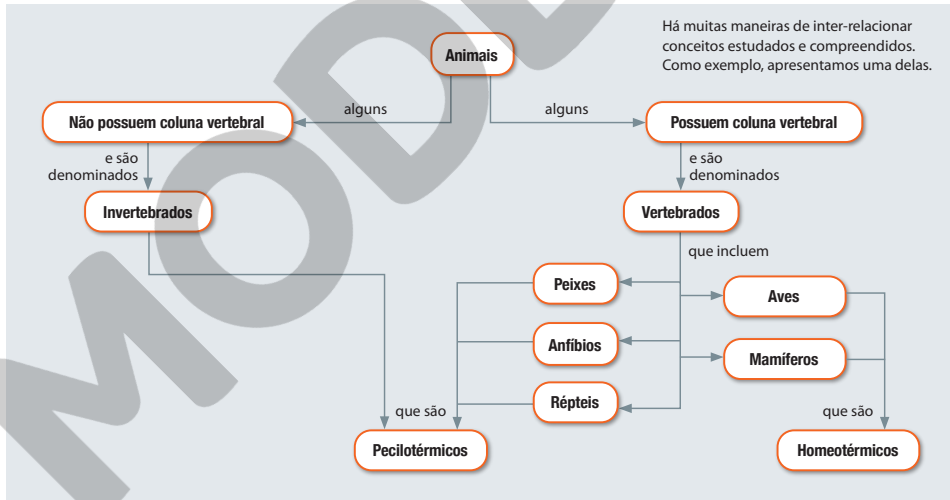 Há muitas maneiras de inter-relacionar
conceitos estudados e compreendidos.
Como exemplo, apresentamos uma delas.
Animais
alguns
alguns
Não possuem coluna vertebral
Possuem coluna vertebral
e são
denominados
e são
denominados
Invertebrados
Vertebrados
que incluem
Peixes
Aves
Anfíbios
Mamíferos
Répteis
que são
que são
Pecilotérmicos
Homeotérmicos